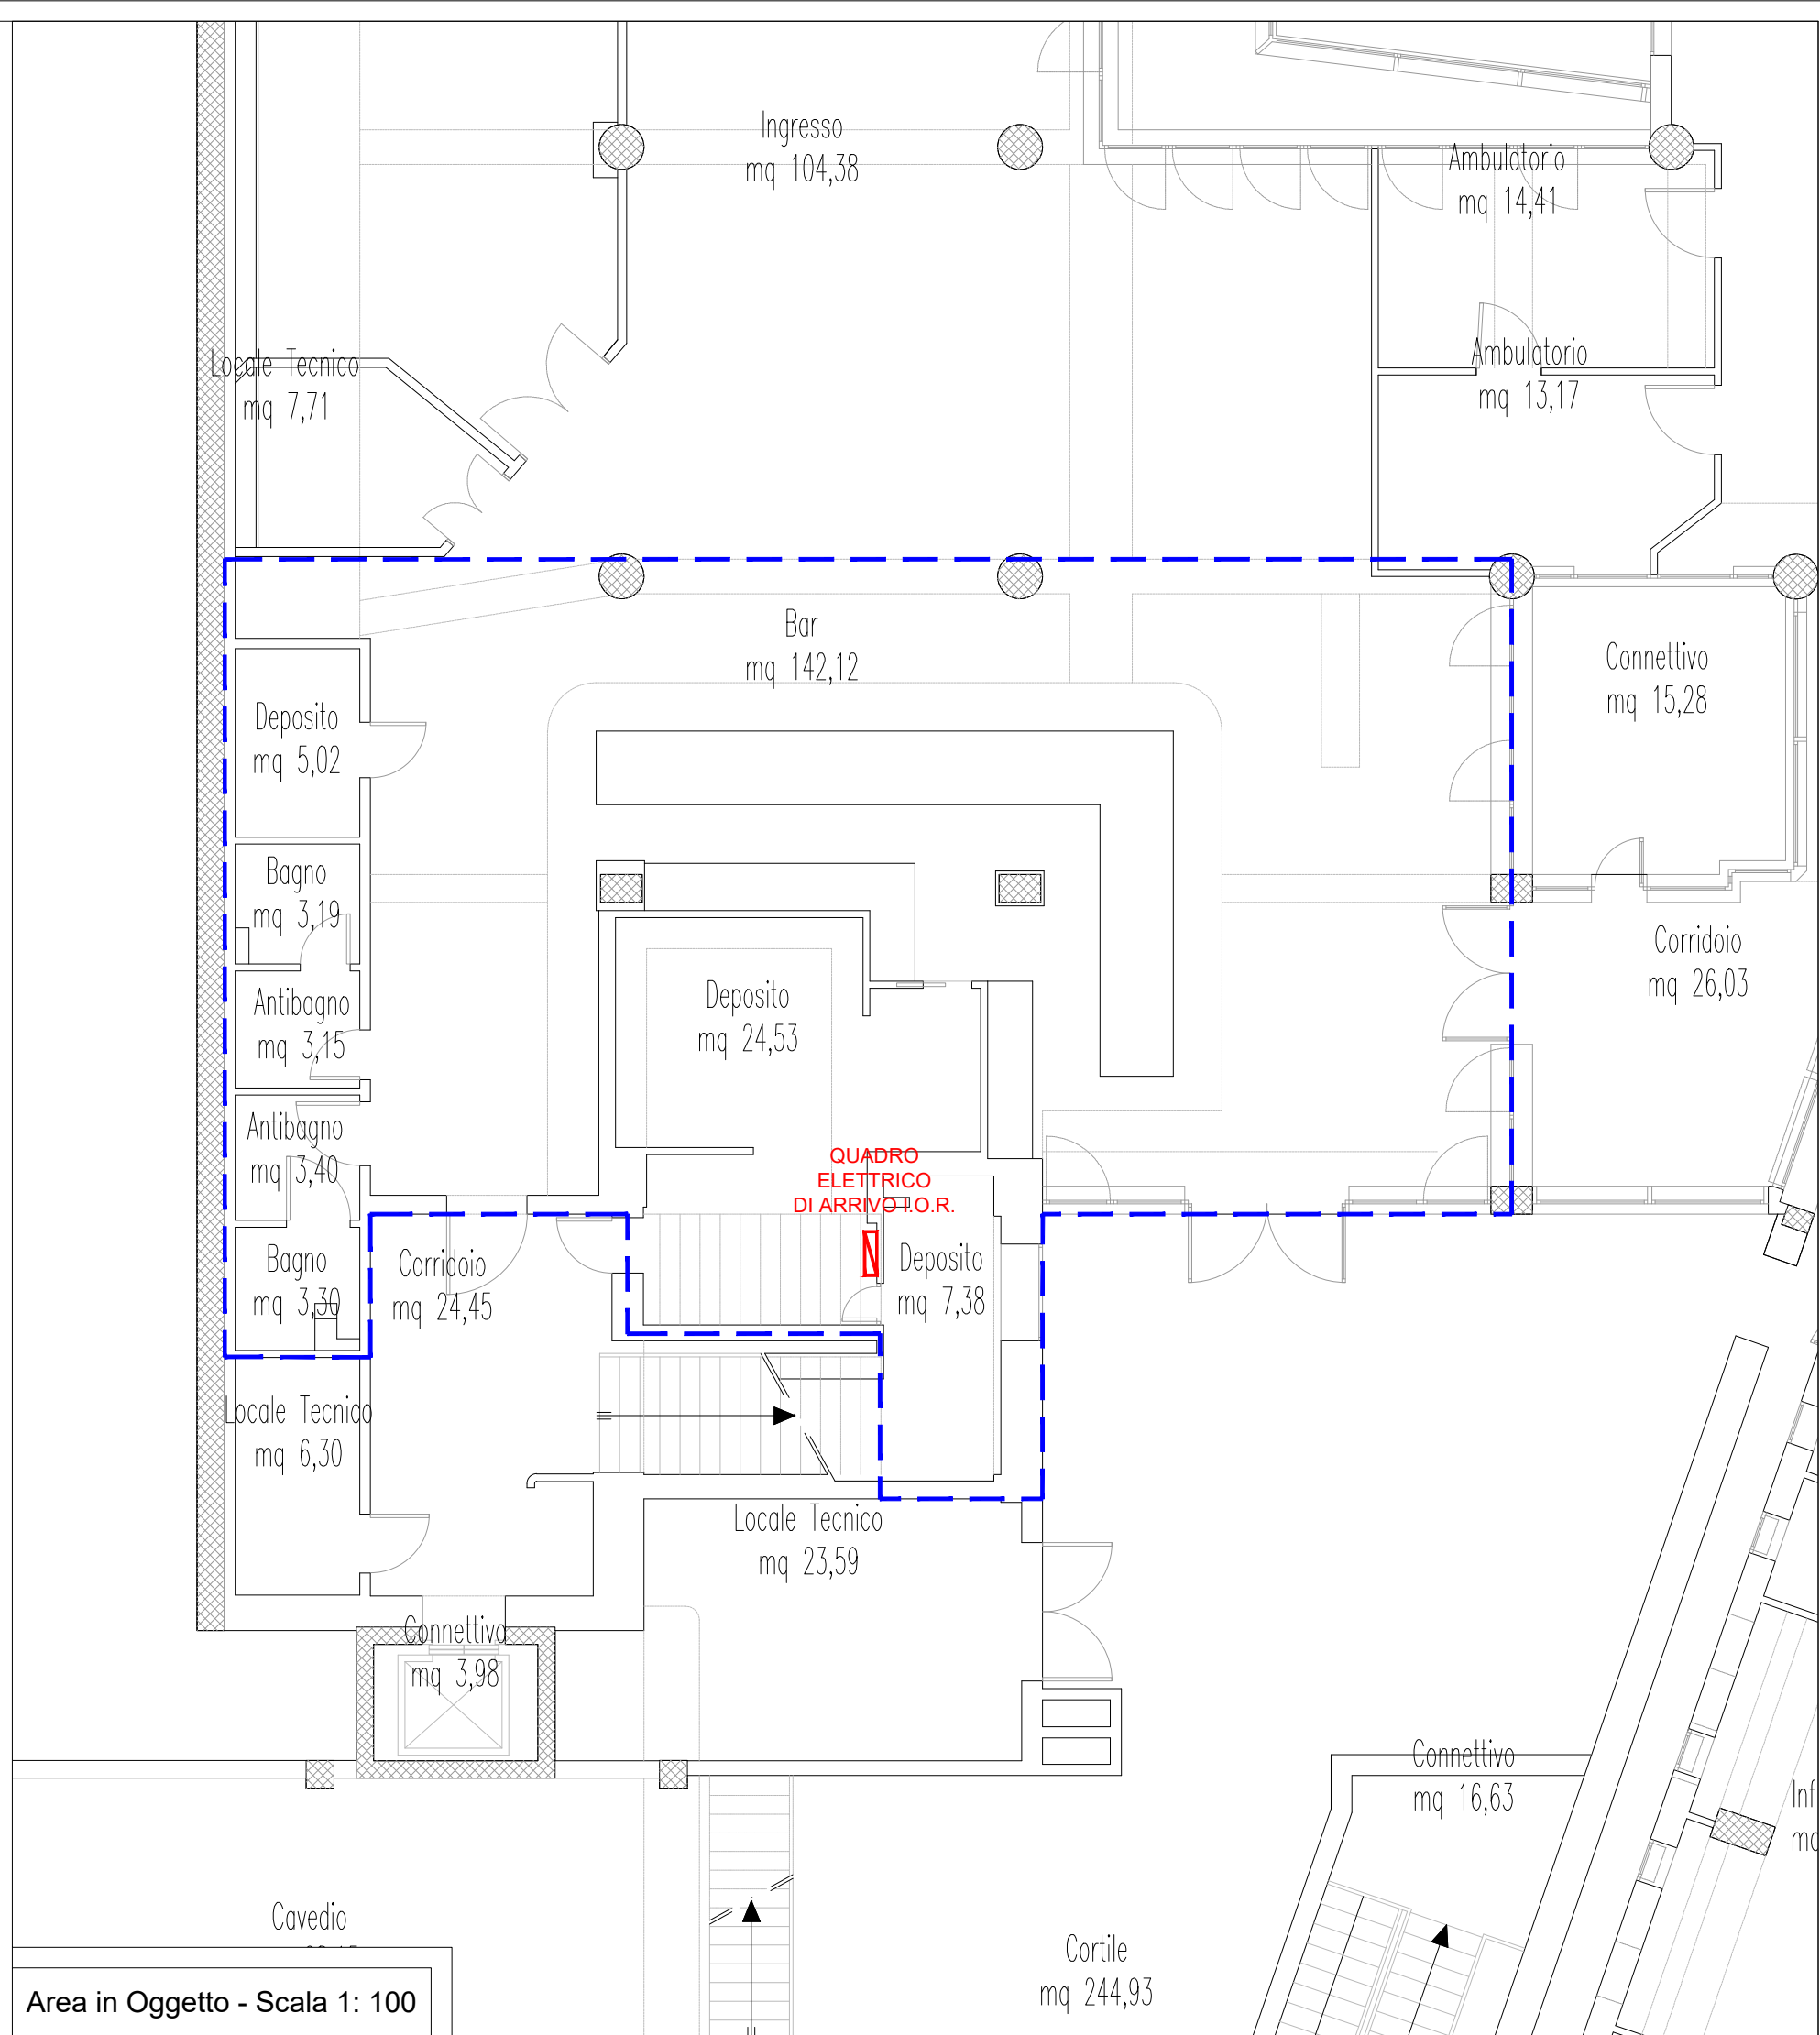 Ingresso
mq 104,38
Ambulatorio
mq 14,41
Locale Tecnico
mq 7,71
Ambulatorio
mq 13,17
Bar
mq 142,12
Connettivo
mq 15,28
Deposito
mq 5,02
Bagno
mq 3,19
Corridoio
mq 26,03
Deposito
mq 24,53
Antibagno
mq 3,15
Antibagno
mq 3,40
QUADRO
ELETTRICO
DI ARRIVO I.O.R.
Bagno
mq 3,30
Corridoio
mq 24,45
Deposito
mq 7,38
Locale Tecnico
mq 6,30
Locale Tecnico
mq 23,59
Connettivo
mq 3,98
Connettivo
mq 16,63
Inf
mq
Cavedio
Cortile
mq 244,93
Area in Oggetto - Scala 1: 100